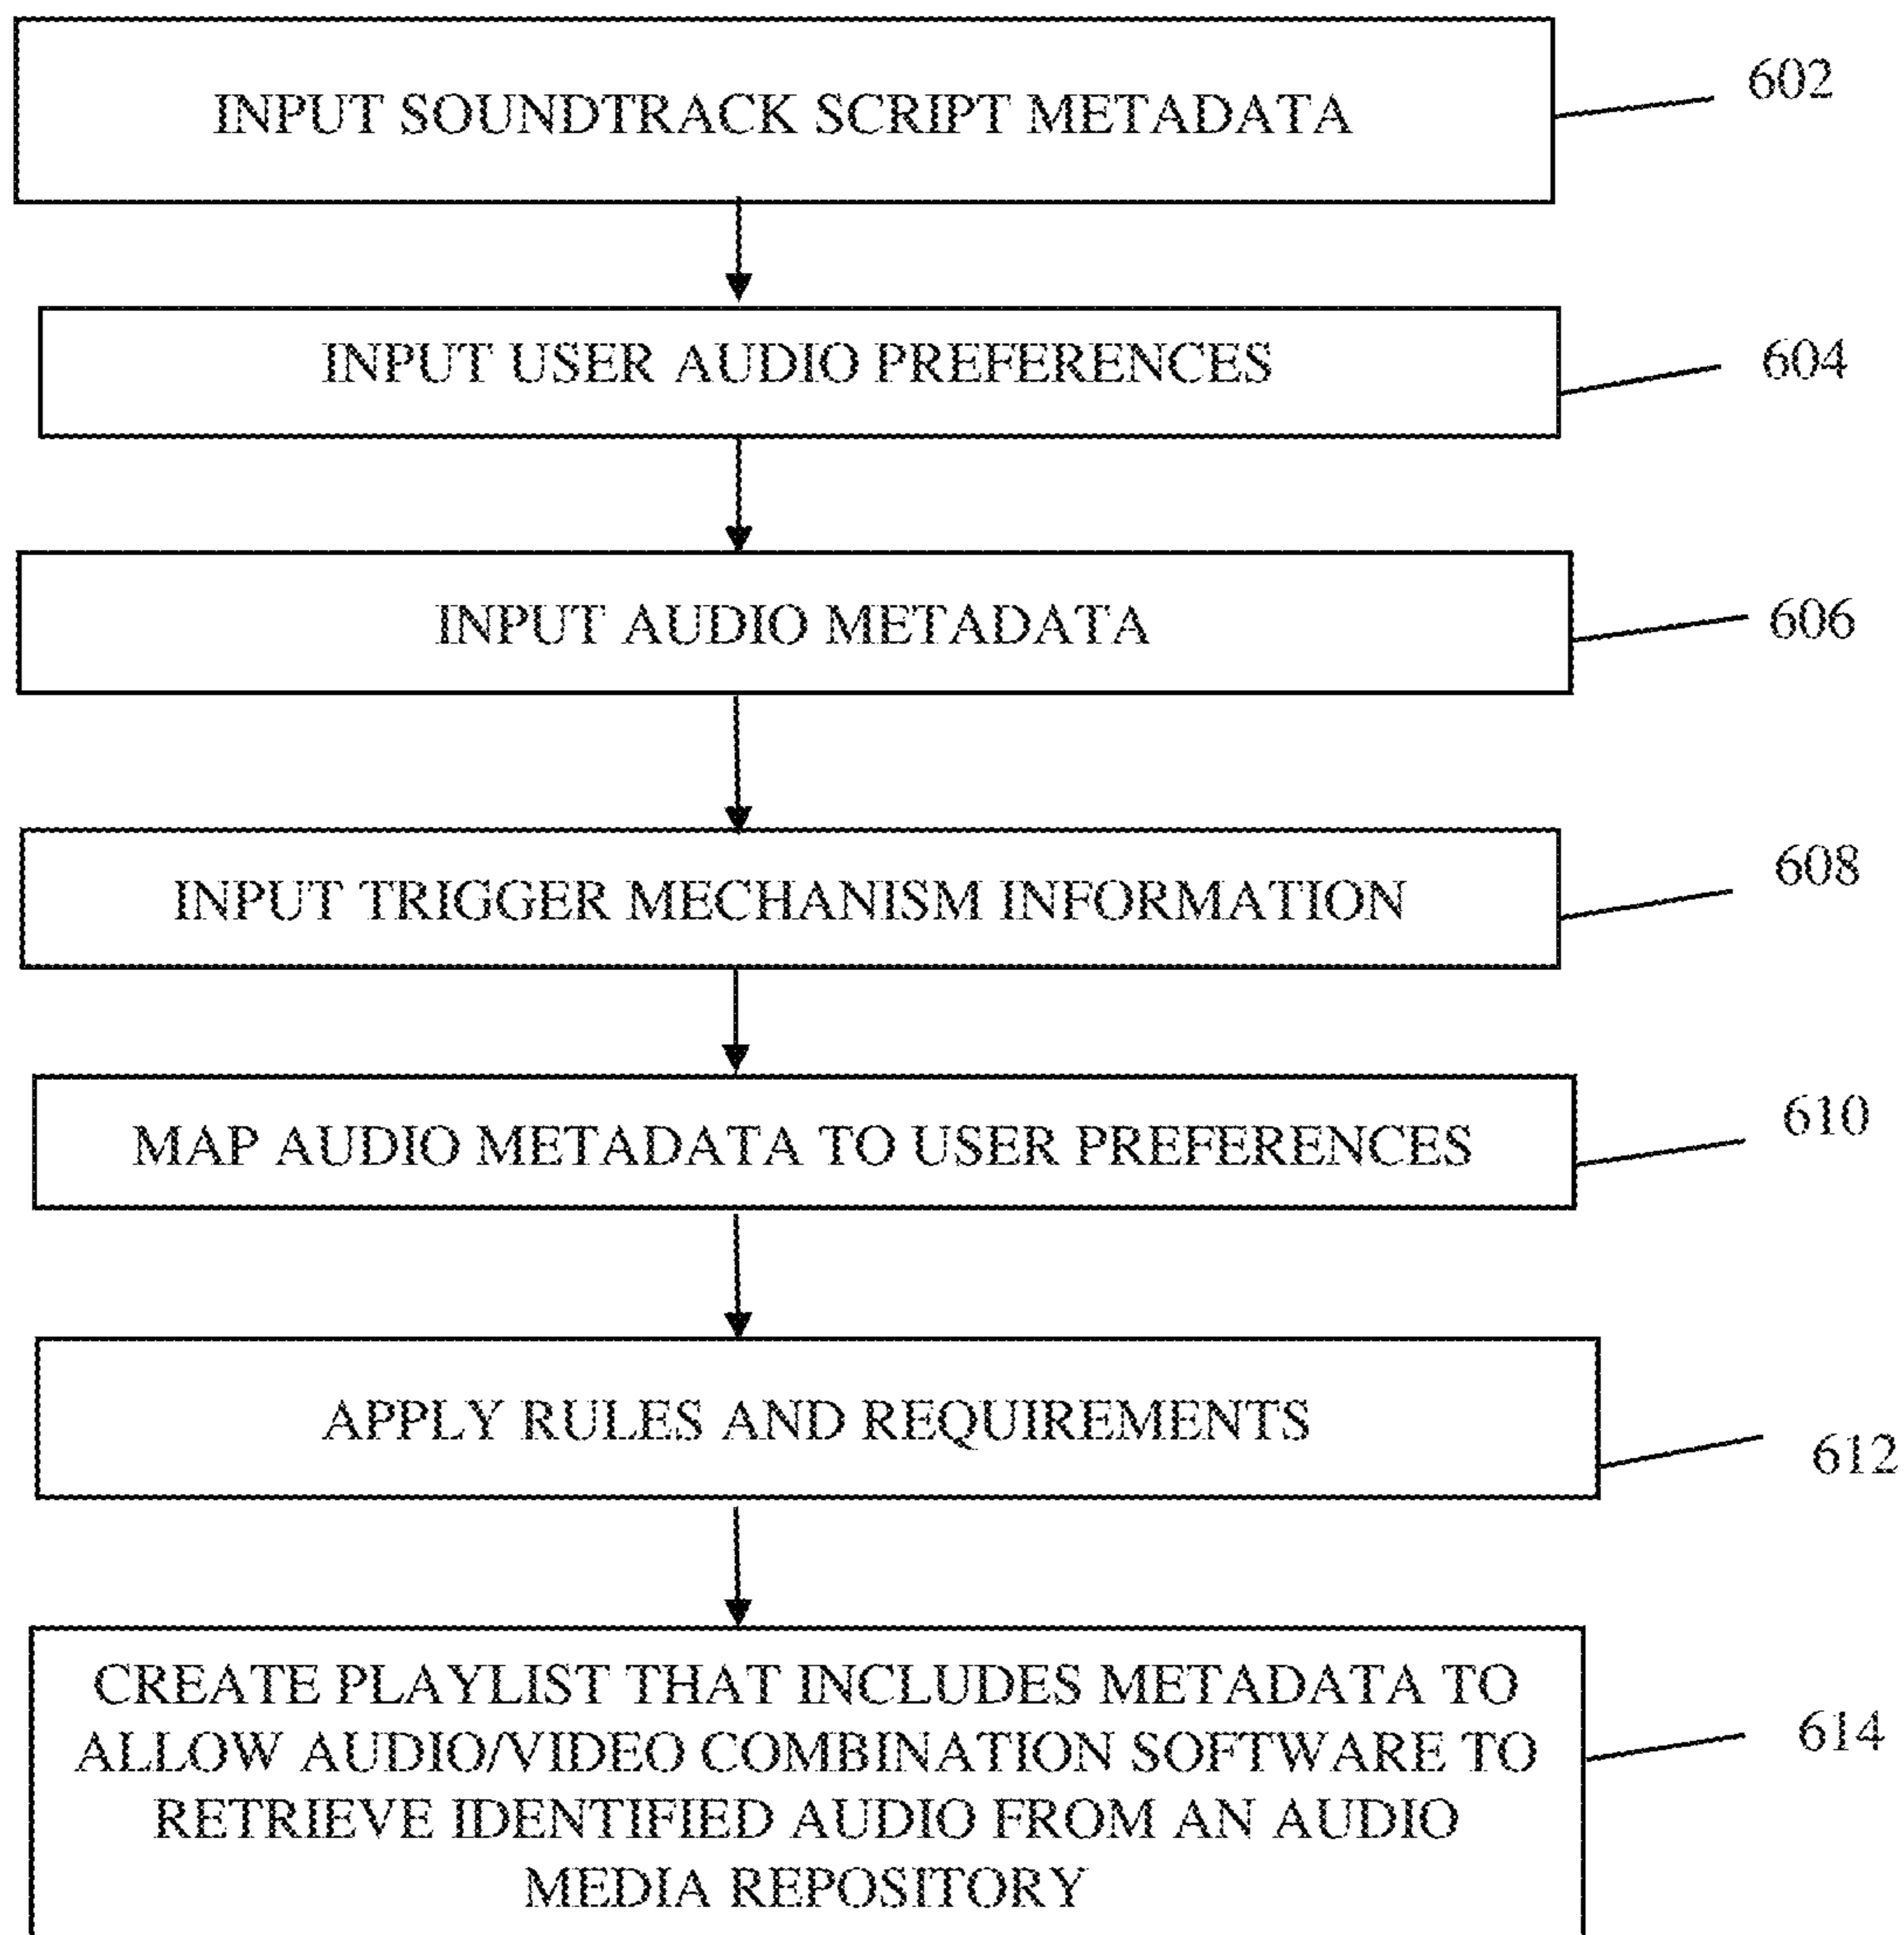 INPUT SOUNDTRACK SCRIPT METADATA
602
INPUT USER AUDIO PREFERENCES
604
INPUT AUDIO METADATA
606
INPUT TRIGGER MECHANISM INFORMATION
608
MAP AUDIO METADATA TO USER PREFERENCES
610
APPLY RULES AND REQUIREMENTS
612
CREATE PLAYLIST THAT INCLUDES METADATA TO
ALLOW AUDIO/VIDEO COMBINATION SOFTWARE TO
RETRIEVE IDENTIFIED AUDIO FROM AN AUDIO
MEDIA REPOSITORY
614